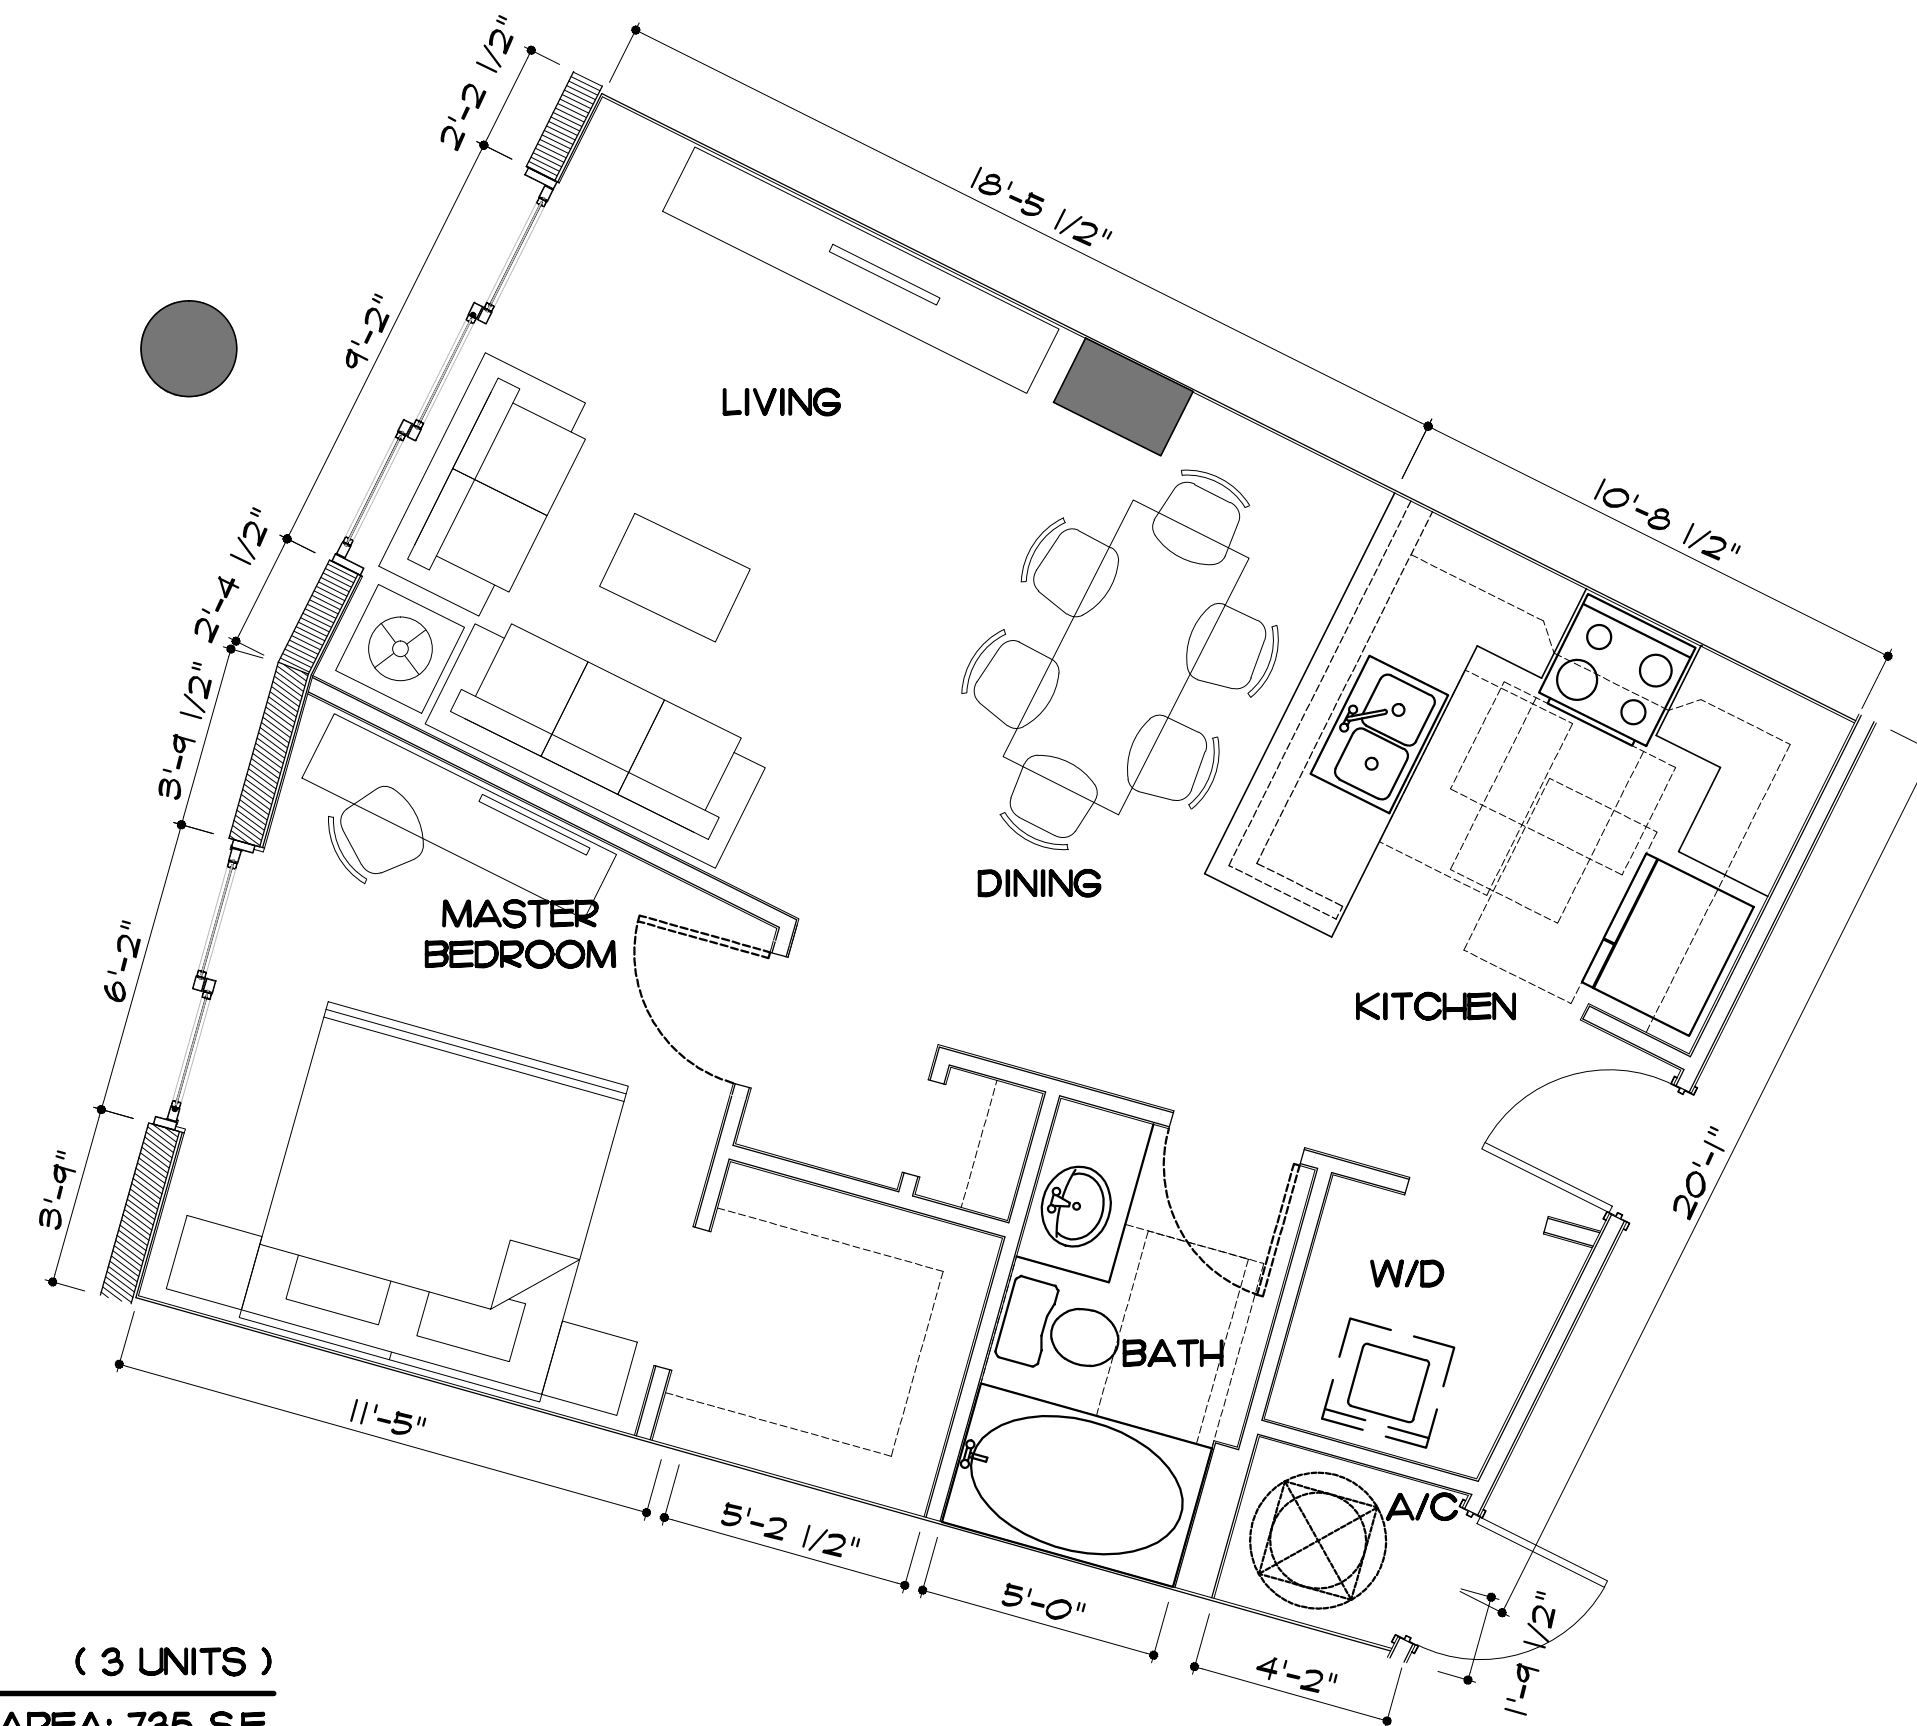 2'-2 1/2"
18'-5 1/2"
9'-2"
LIVING
10'-8 1/2"
2'-4 1/2"
3'-9 1/2"
DINING
MASTER
BEDROOM
6'-2"
KITCHEN
20'-1"
3'-9"
W/D
BATH
11'-5"
A/C
5'-2 1/2"
5'-0"
1'-9 1/2"
4'-2"
( 3 UNITS )
AREA: 735 S.F.